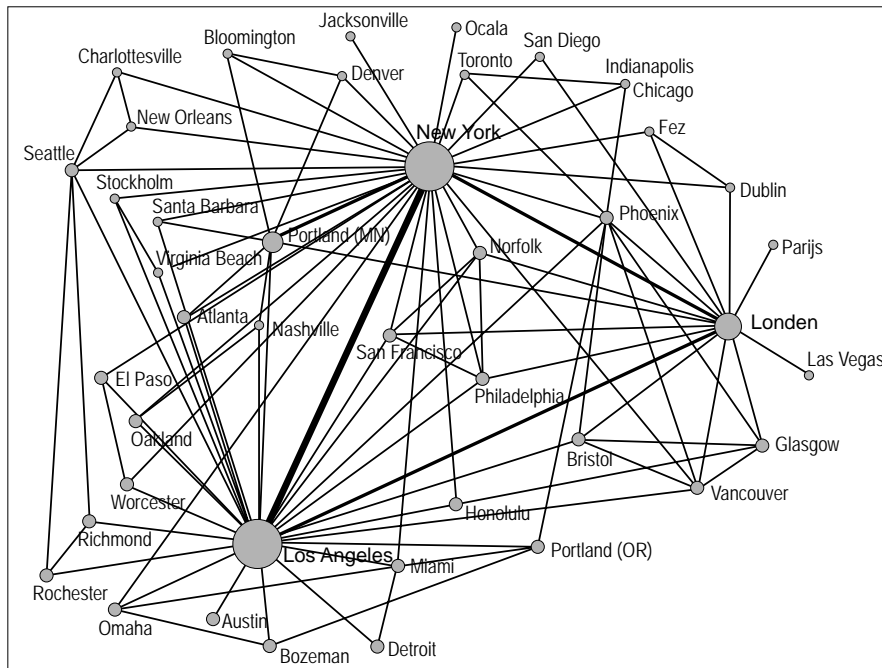 Jacksonville
Ocala
Bloomington
San Diego
Charlottesville
Denver
Toronto
Indianapolis
Chicago
New Orleans
New York
Fez
Seattle
Stockholm
Dublin
Santa Barbara
Phoenix
Portland (MN)
Norfolk
Parijs
Virginia Beach
Atlanta
Nashville
Londen
San Francisco
Las Vegas
El Paso
Philadelphia
Oakland
Bristol
Glasgow
Worcester
Vancouver
Honolulu
Richmond
Los Angeles
Miami
Portland (OR)
Rochester
Omaha
Austin
Bozeman
Detroit